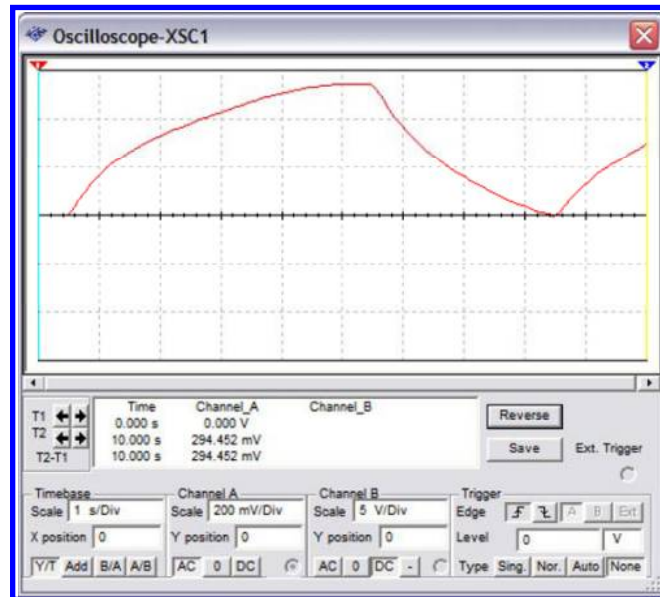 Oscilloscope-XSC1
Time Channel_A Channel_B
T1 0.000 s 0.000 V
T2 10.000 s 294.452 mV
T2-T1 10.000 s 294.452 mV
Reverse
Save
Ext. Trigger
Timebase
Scale 1 s/Div
X position 0
Y/T Add B/A A/B
Channel A
Scale 200 mV/Div
Y position 0
AC 0 DC
Channel B
Scale 5 V/Div
Y position 0
AC 0 DC -
Trigger
Edge A B Ext
Level 0 V
Type Sing. Nor. Auto None